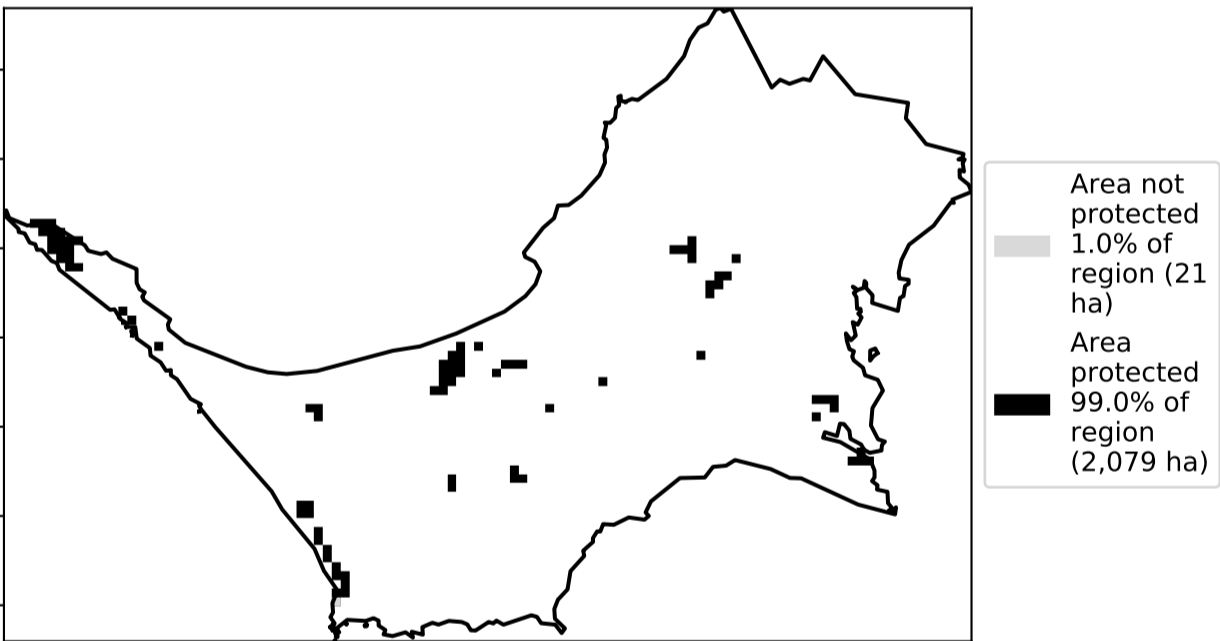 Area not
protected
1.0% of
region (21
ha)
Area
protected
99.0% of
region
(2,079 ha)